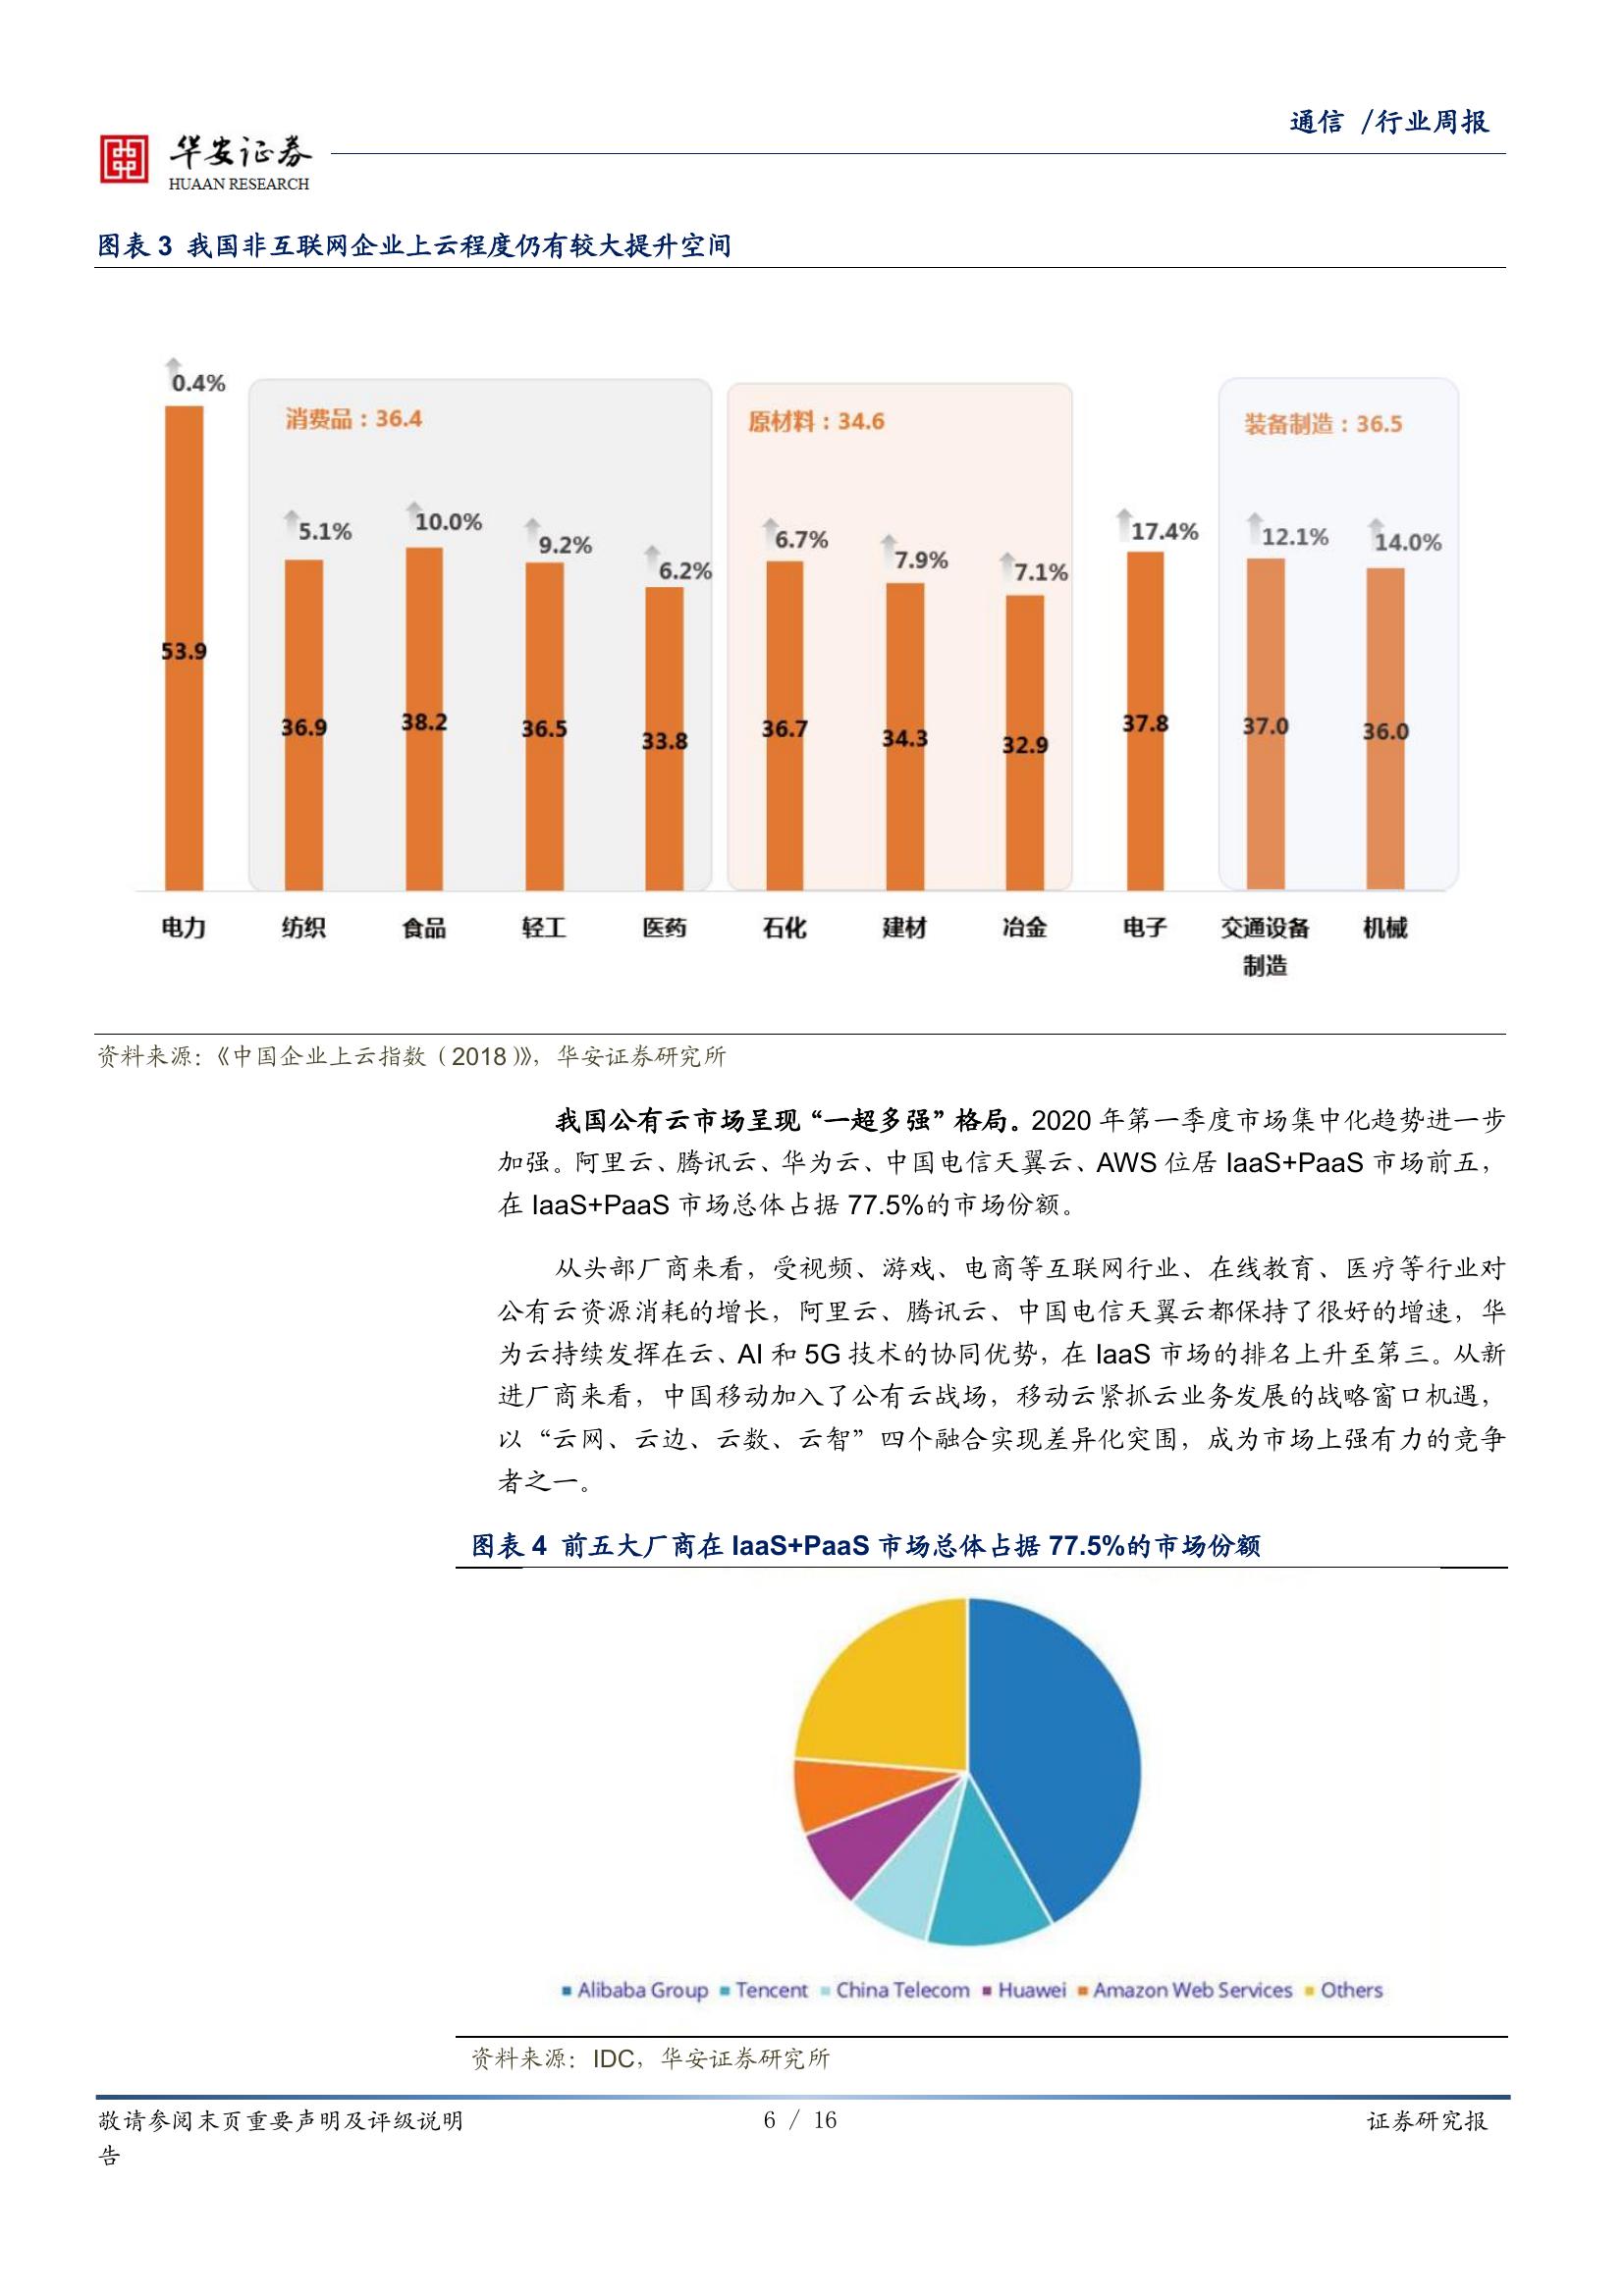 通信 /行业周报
华安证券
HUAAN RESEARCH
图表 3 我国非互联网企业上云程度仍有较大提升空间
0.4%
消费品：36.4
原材料：34.6
装备制造：36.5
5.1%
10.0%
9.2%
6.2%
6.7%
7.9%
7.1%
17.4%
12.1%
14.0%
53.9
36.9
38.2
36.5
33.8
36.7
34.3
32.9
37.8
37.0
36.0
电力 纺织 食品 轻工 医药 石化 建材 冶金 电子 交通设备 机械
制造
资料来源：《中国企业上云指数（2018）》，华安证券研究所
我国公有云市场呈现“一超多强”格局。2020 年第一季度市场集中化趋势进一步
加强。阿里云、腾讯云、华为云、中国电信天翼云、AWS 位居 IaaS+PaaS 市场前五，
在 IaaS+PaaS 市场总体占据 77.5%的市场份额。
从头部厂商来看，受视频、游戏、电商等互联网行业、在线教育、医疗等行业对
公有云资源消耗的增长，阿里云、腾讯云、中国电信天翼云都保持了很好的增速，华
为云持续发挥在云、AI 和 5G 技术的协同优势，在 IaaS 市场的排名上升至第三。从新
进厂商来看，中国移动加入了公有云战场，移动云紧抓云业务发展的战略窗口机遇，
以“云网、云边、云数、云智”四个融合实现差异化突围，成为市场上强有力的竞争
者之一。
图表 4 前五大厂商在 IaaS+PaaS 市场总体占据 77.5%的市场份额
Alibaba Group Tencent China Telecom Huawei Amazon Web Services Others
资料来源：IDC，华安证券研究所
敬请参阅末页重要声明及评级说明 6 / 16 证券研究报
告